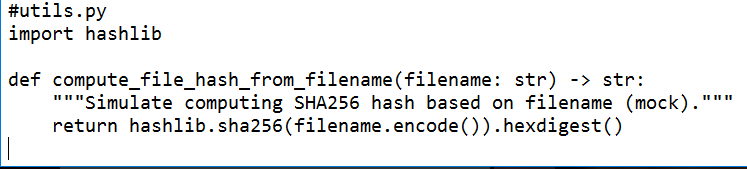 #utils.py
import hashlib

def compute_file_hash_from_filename(filename: str) -> str:
    """Simulate computing SHA256 hash based on filename (mock)."""
    return hashlib.sha256(filename.encode()).hexdigest()